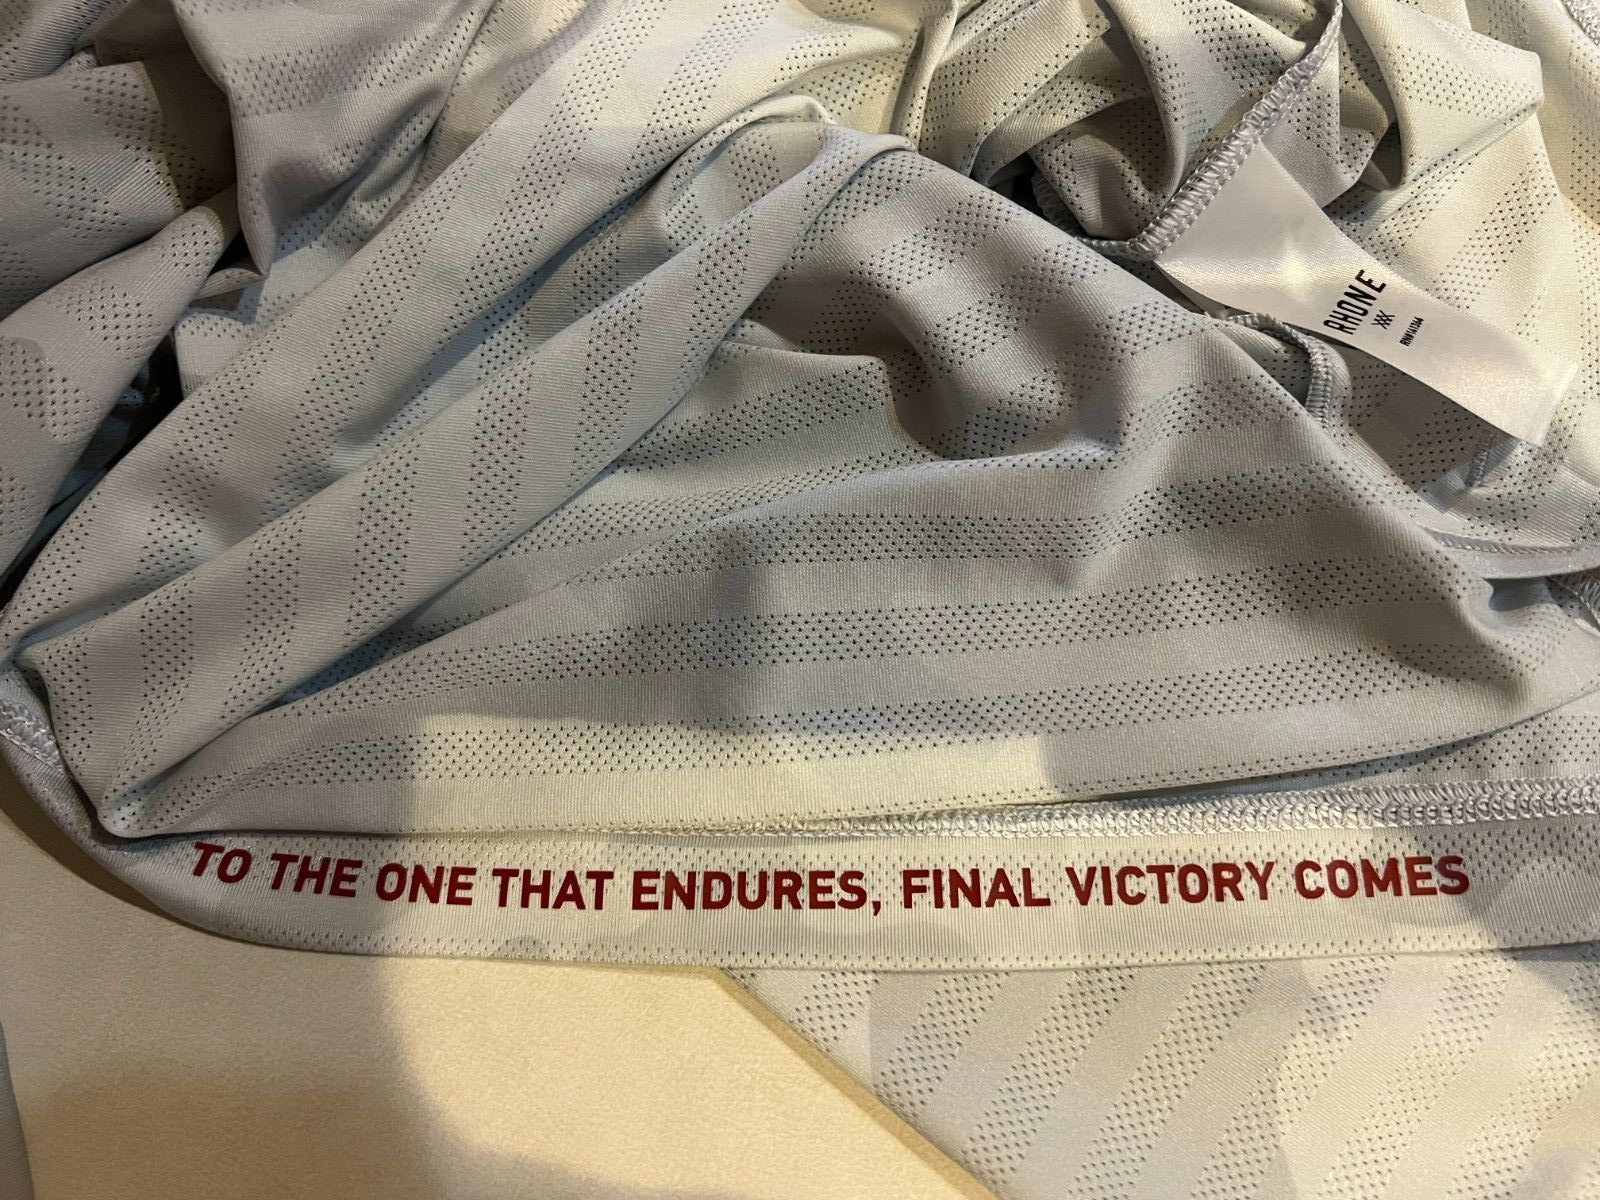 RHONE
TO THE ONE THAT ENDURES, FINAL VICTORY COMES